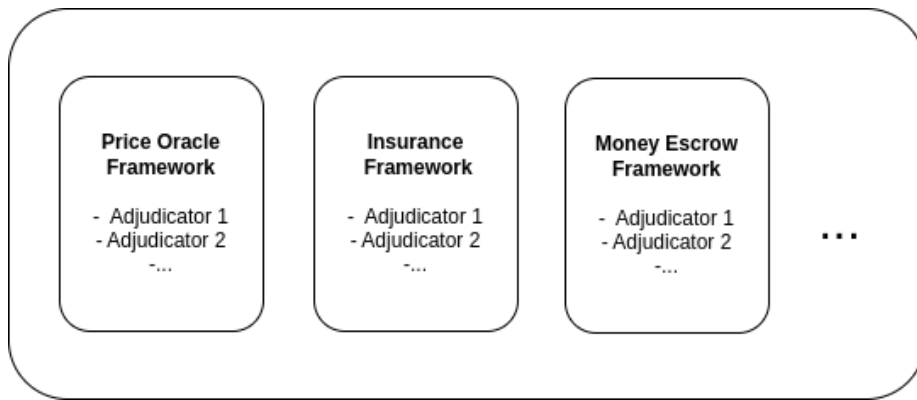 Price Oracle
Framework
- Adjudicator 1
- Adjudicator 2
-...
Insurance
Framework
- Adjudicator 1
- Adjudicator 2
-...
Money Escrow
Framework
- Adjudicator 1
- Adjudicator 2
-...
...